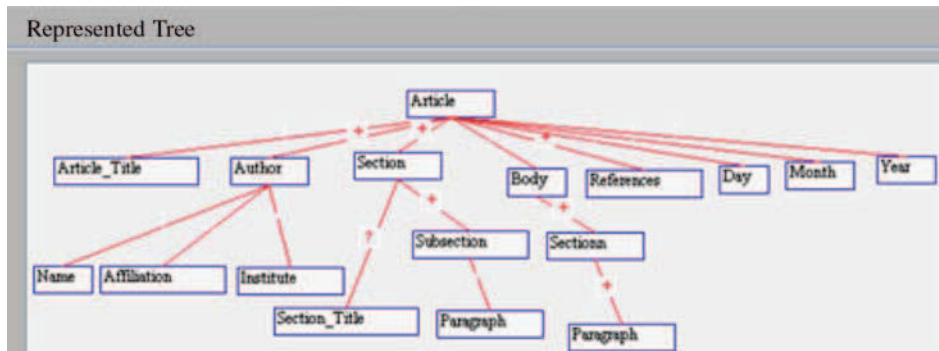 Represented Tree
Article
+ + +
Article_Title Author Section Body References Day Month Year
? + +
Subsection Sectionn
Name Affiliation Institute
+
Section_Title Paragraph Paragraph